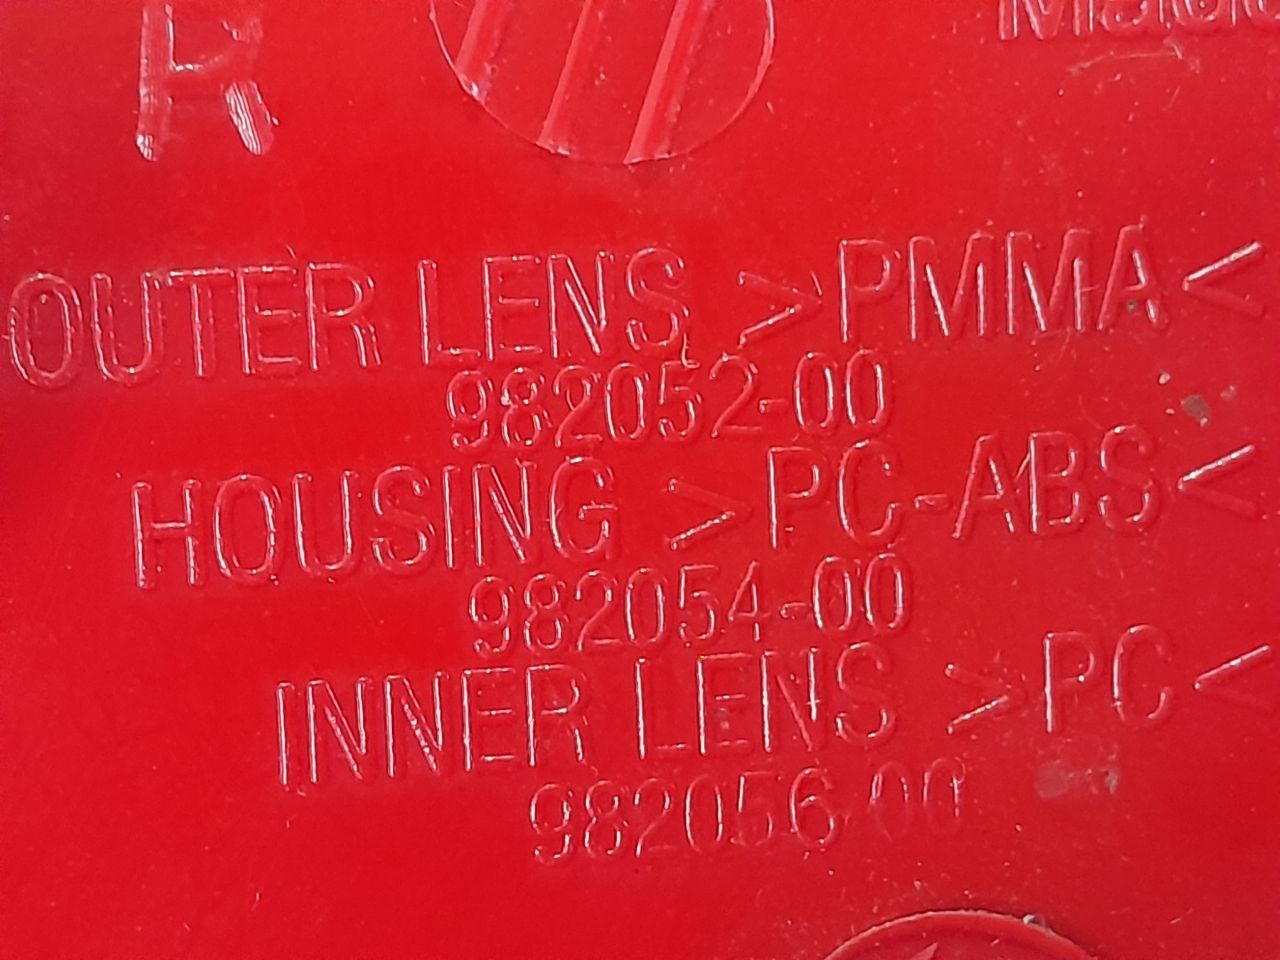 R
OUTER LENS >PMMA<
982052-00
HOUSING >PC-ABS<
982054-00
INNER LENS >PC<
982056-00